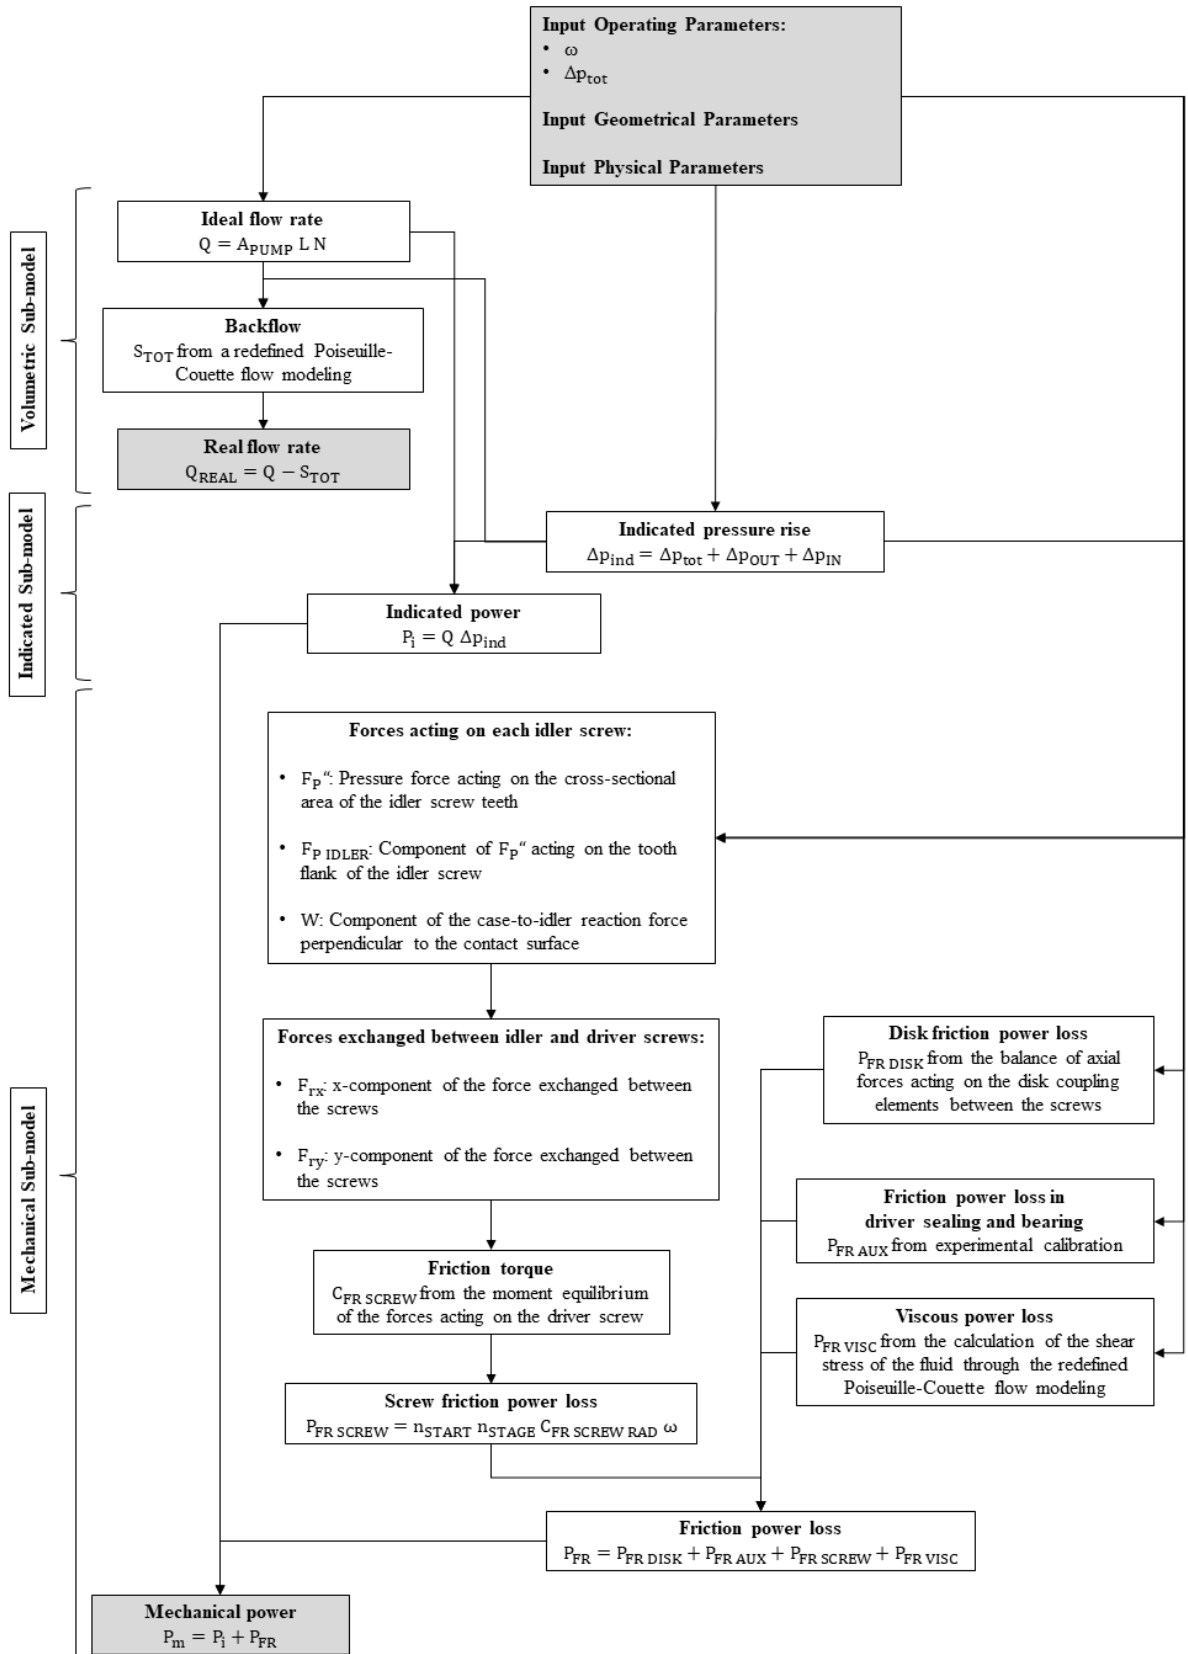 Input Operating Parameters:
• ω
• Δp_tot
Input Geometrical Parameters
Input Physical Parameters
Volumetric Sub-model
Ideal flow rate
Q = A_PUMP L N
Backflow
S_TOT from a redefined Poiseuille-
Couette flow modeling
Real flow rate
Q_REAL = Q − S_TOT
Indicated Sub-model
Indicated pressure rise
Δp_ind = Δp_tot + Δp_OUT + Δp_IN
Indicated power
P_i = Q Δp_ind
Mechanical Sub-model
Forces acting on each idler screw:
• F_P“: Pressure force acting on the cross-sectional
area of the idler screw teeth
• F_P IDLER: Component of F_P“ acting on the tooth
flank of the idler screw
• W: Component of the case-to-idler reaction force
perpendicular to the contact surface
Forces exchanged between idler and driver screws:
• F_rx: x-component of the force exchanged between
the screws
• F_ry: y-component of the force exchanged between
the screws
Disk friction power loss
P_FR DISK from the balance of axial
forces acting on the disk coupling
elements between the screws
Friction power loss in
driver sealing and bearing
P_FR AUX from experimental calibration
Friction torque
C_FR SCREW from the moment equilibrium
of the forces acting on the driver screw
Viscous power loss
P_FR VISC from the calculation of the shear
stress of the fluid through the redefined
Poiseuille-Couette flow modeling
Screw friction power loss
P_FR SCREW = n_START n_STAGE C_FR SCREW RAD ω
Friction power loss
P_FR = P_FR DISK + P_FR AUX + P_FR SCREW + P_FR VISC
Mechanical power
P_m = P_i + P_FR